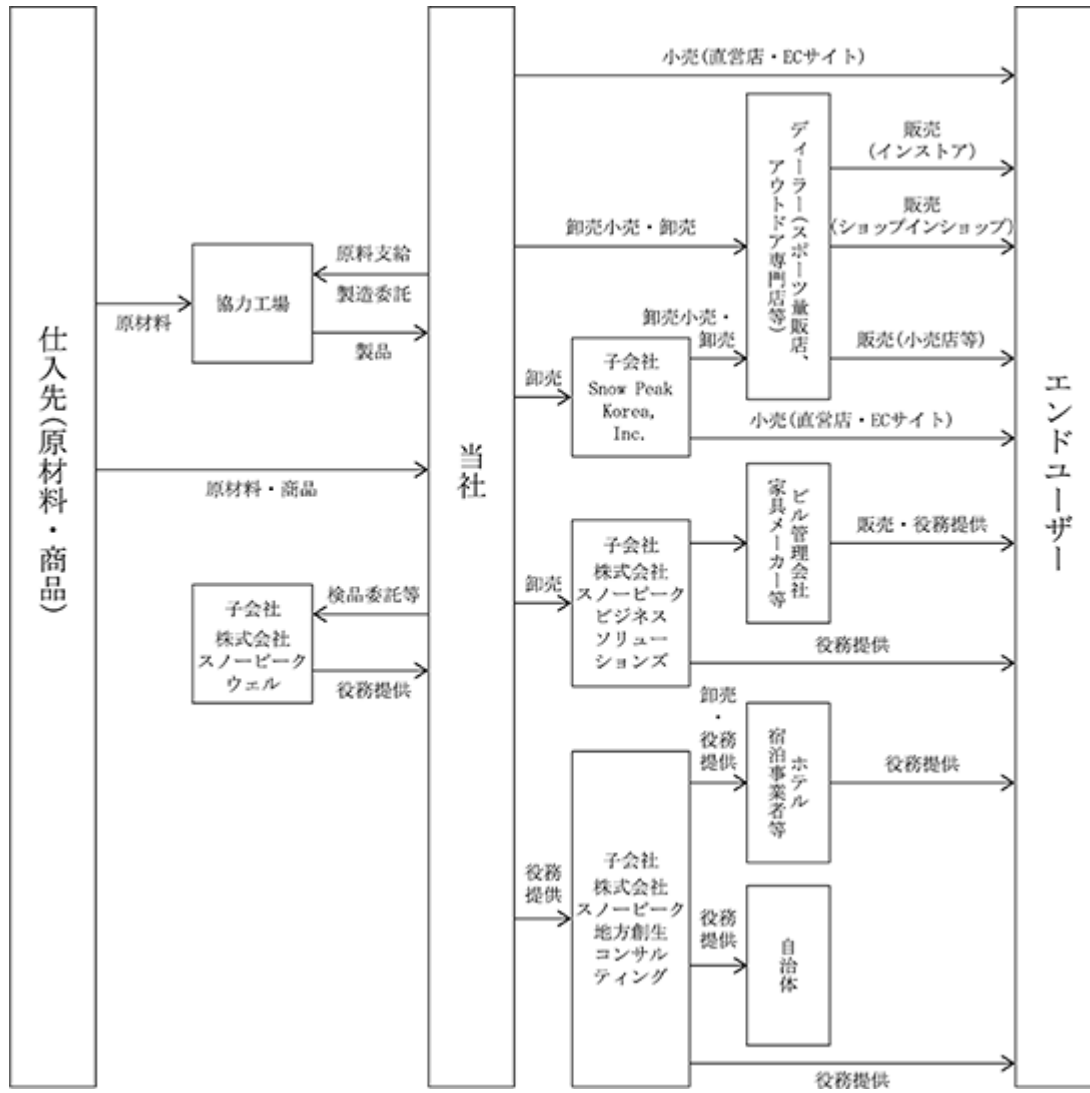 仕入先(原材料・商品)
原材料
協力工場
原料支給
製造委託
製品
原材料・商品
子会社
株式会社
スノーピーク
ウェル
検品委託等
役務提供
当社
小売(直営店・ECサイト)
卸売小売・卸売
ディーラー(スポーツ量販店、
アウトドア専門店等)
販売
(インストア)
販売
(ショップインショップ)
販売(小売店等)
卸売
子会社
Snow Peak
Korea,
Inc.
卸売小売・
卸売
小売(直営店・ECサイト)
卸売
子会社
株式会社
スノーピーク
ビジネス
ソリュー
ションズ
ビル管理会社
家具メーカー等
販売・役務提供
役務提供
役務
提供
子会社
株式会社
スノーピーク
地方創生
コンサル
ティング
卸売
・
役務
提供
ホテル
宿泊事業者等
役務提供
役務
提供
自治体
役務提供
エンドユーザー